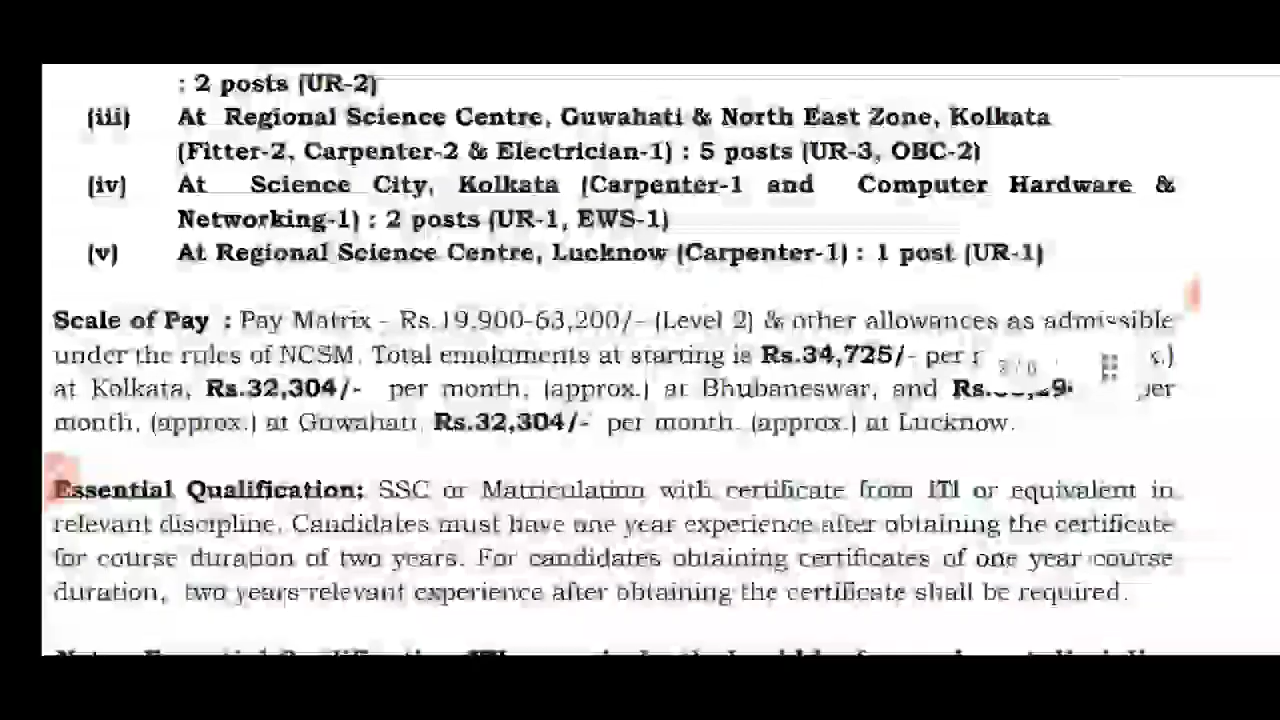 : 2 posts (UR-2)
(iii) At Regional Science Centre, Guwahati & North East Zone, Kolkata
(Fitter-2, Carpenter-2 & Electrician-1) : 5 posts (UR-3, OBC-2)
(iv) At Science City, Kolkata (Carpenter-1 and Computer Hardware &
Networking-1) : 2 posts (UR-1, EWS-1)
(v) At Regional Science Centre, Lucknow (Carpenter-1) : 1 post (UR-1)
Scale of Pay : Pay Matrix - Rs.19,900-63,200/- (Level 2) & other allowances as admissible
under the rules of NCSM. Total emoluments at starting is Rs.34,725/- per
at Kolkata, Rs.32,304/- per month, (approx.) at Bhubaneswar, and per
month, (approx.) at Guwahati, Rs.32,304/- per month. (approx.) at Lucknow.
Essential Qualification: SSC or Matriculation with certificate from ITI or equivalent in
relevant discipline. Candidates must have one year experience after obtaining the certificate
for course duration of two years. For candidates obtaining certificates of one year course
duration, two years relevant experience after obtaining the certificate shall be required.